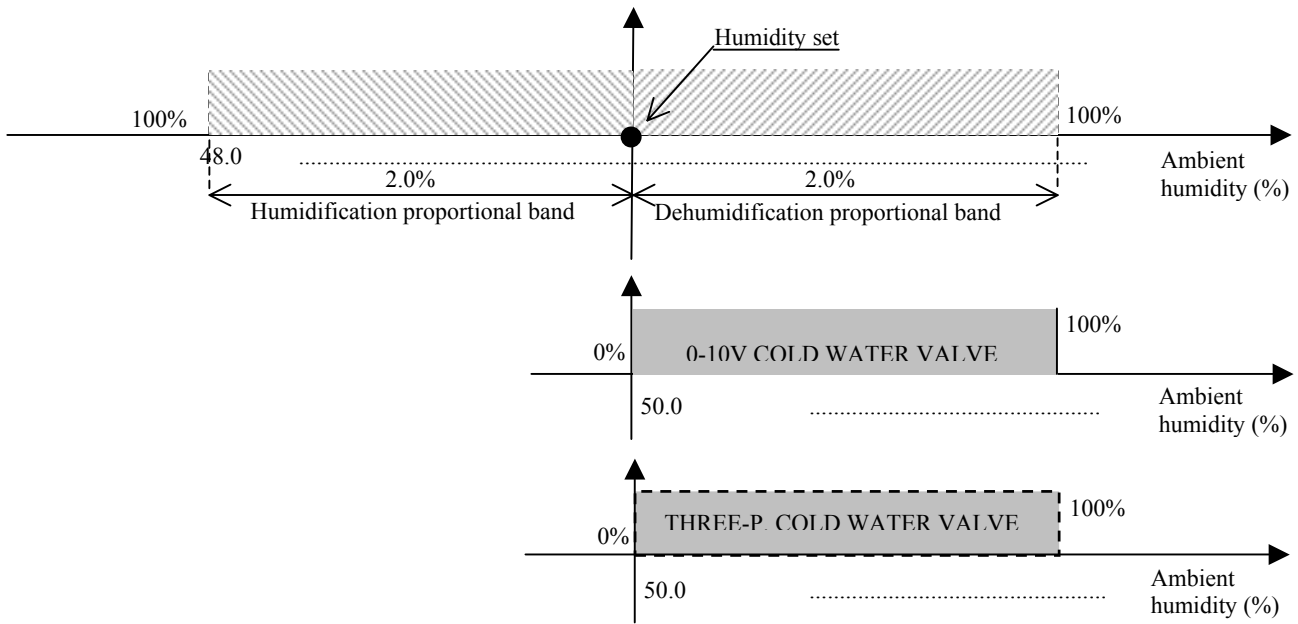 Humidity set
100%
100%
48.0 ................................................
Ambient
humidity (%)
2.0%
2.0%
Humidification proportional band
Dehumidification proportional band
100%
0%
0-10V COLD WATER VALVE
50.0 ................................................
Ambient
humidity (%)
100%
0%
THREE-P. COLD WATER VALVE
50.0 ................................................
Ambient
humidity (%)